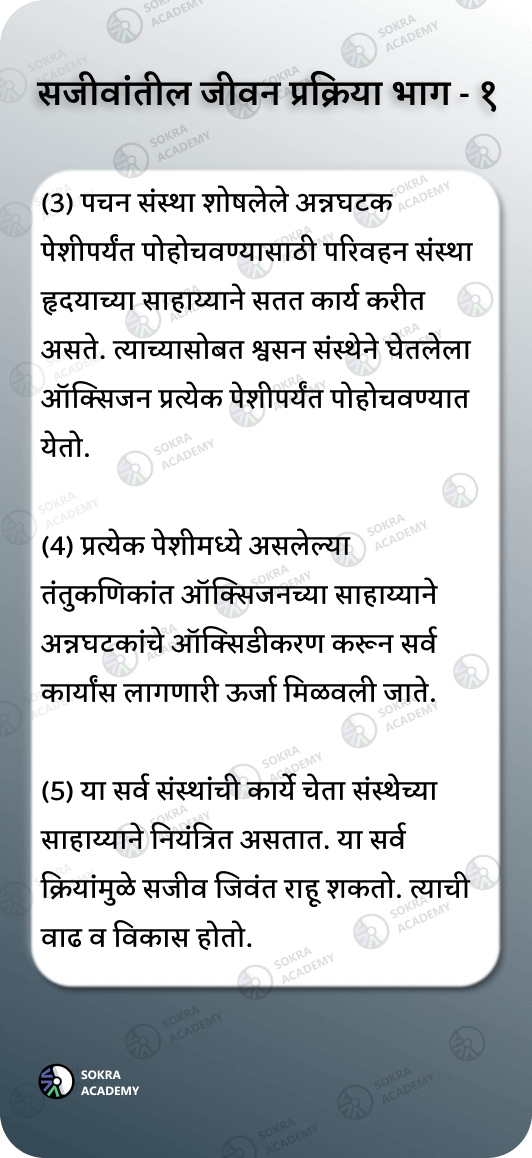 सजीवांतील जीवन प्रक्रिया भाग - १
(3) पचन संस्था शोषलेले अन्नघटक
पेशीपर्यंत पोहोचवण्यासाठी परिवहन संस्था
हृदयाच्या साहाय्याने सतत कार्य करीत
असते. त्याच्यासोबत श्वसन संस्थेने घेतलेला
ऑक्सिजन प्रत्येक पेशीपर्यंत पोहोचवण्यात
येतो.
(4) प्रत्येक पेशीमध्ये असलेल्या
तंतुकणिकांत ऑक्सिजनच्या साहाय्याने
अन्नघटकांचे ऑक्सिडीकरण करून सर्व
कार्यांस लागणारी ऊर्जा मिळवली जाते.
(5) या सर्व संस्थांची कार्ये चेता संस्थेच्या
साहाय्याने नियंत्रित असतात. या सर्व
क्रियांमुळे सजीव जिवंत राहू शकतो. त्याची
वाढ व विकास होतो.
SOKRA
ACADEMY